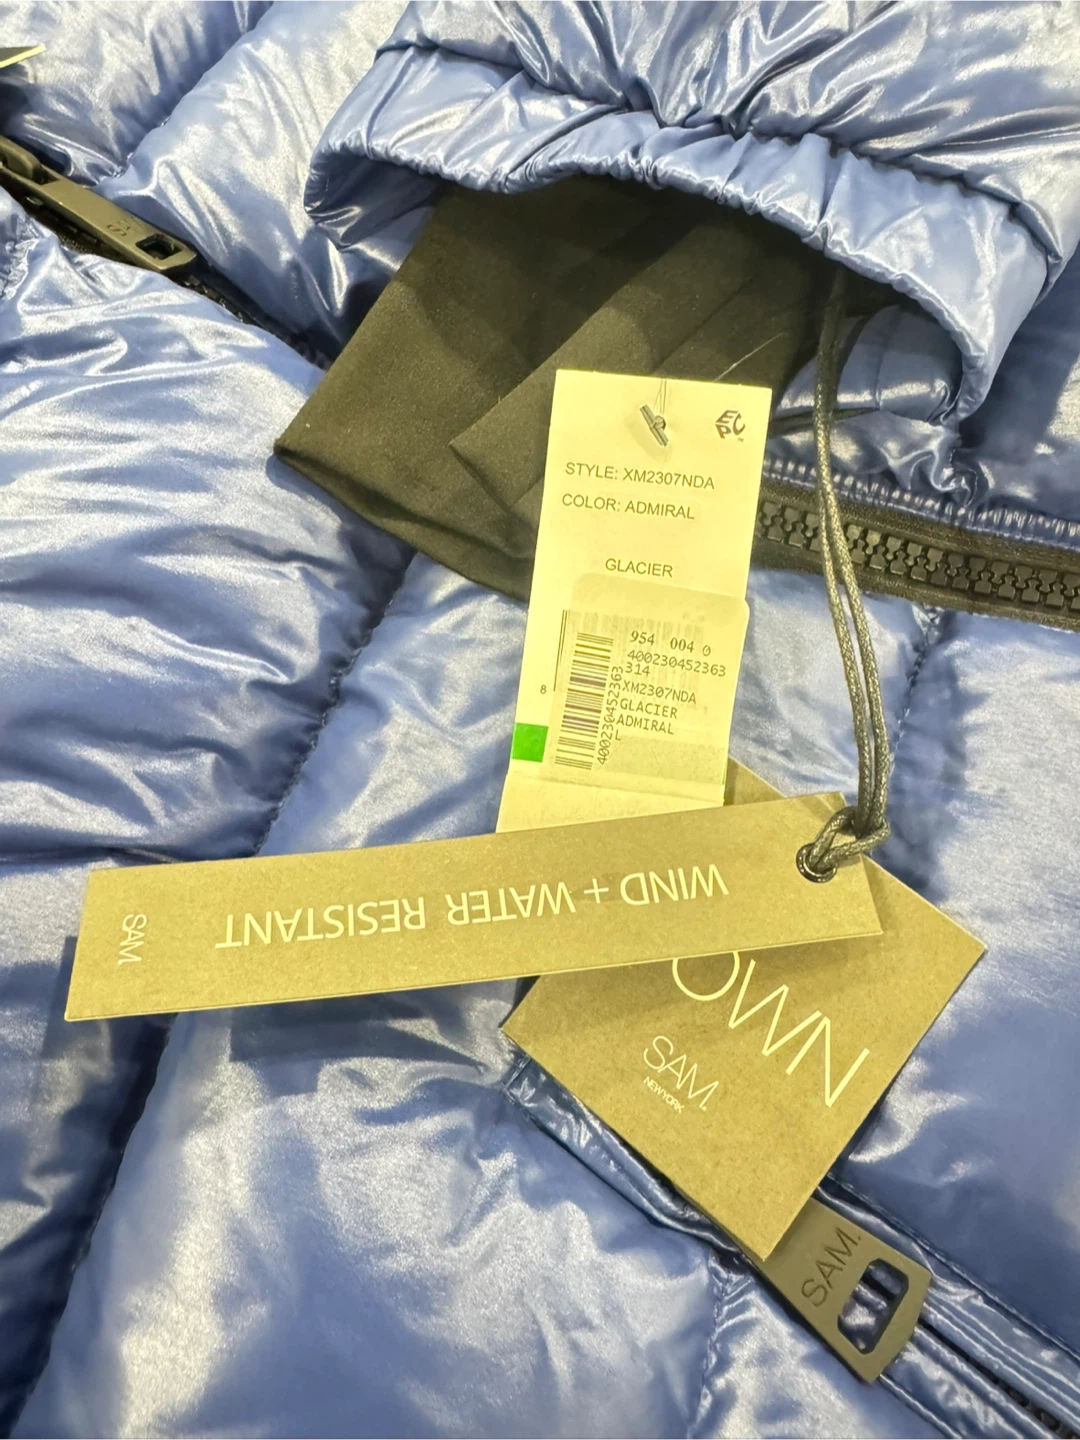 EPC
STYLE: XM2307NDA
COLOR: ADMIRAL
GLACIER
954 004 0
400230452363
314
XM2307NDA
GLACIER
ADMIRAL
L
400230452363
8
WIND + WATER RESISTANT
SAM.
SAM.
NEW YORK
SAM.